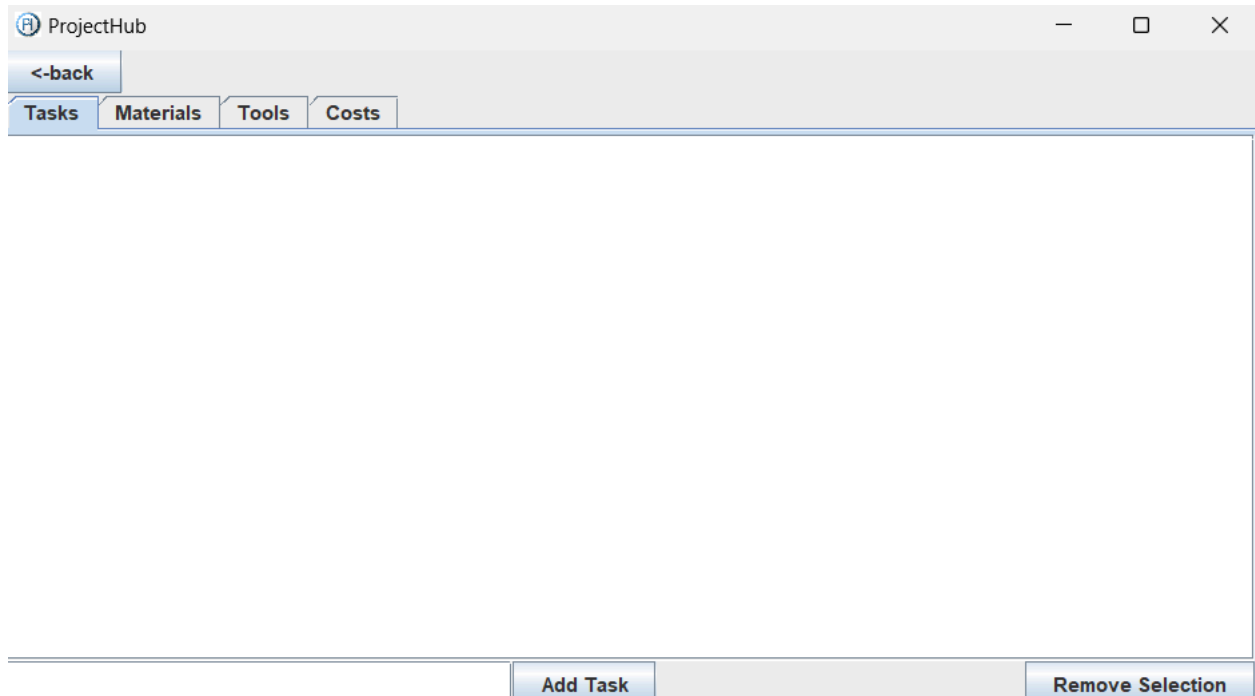 ProjectHub
<-back
Tasks Materials Tools Costs
Add Task Remove Selection